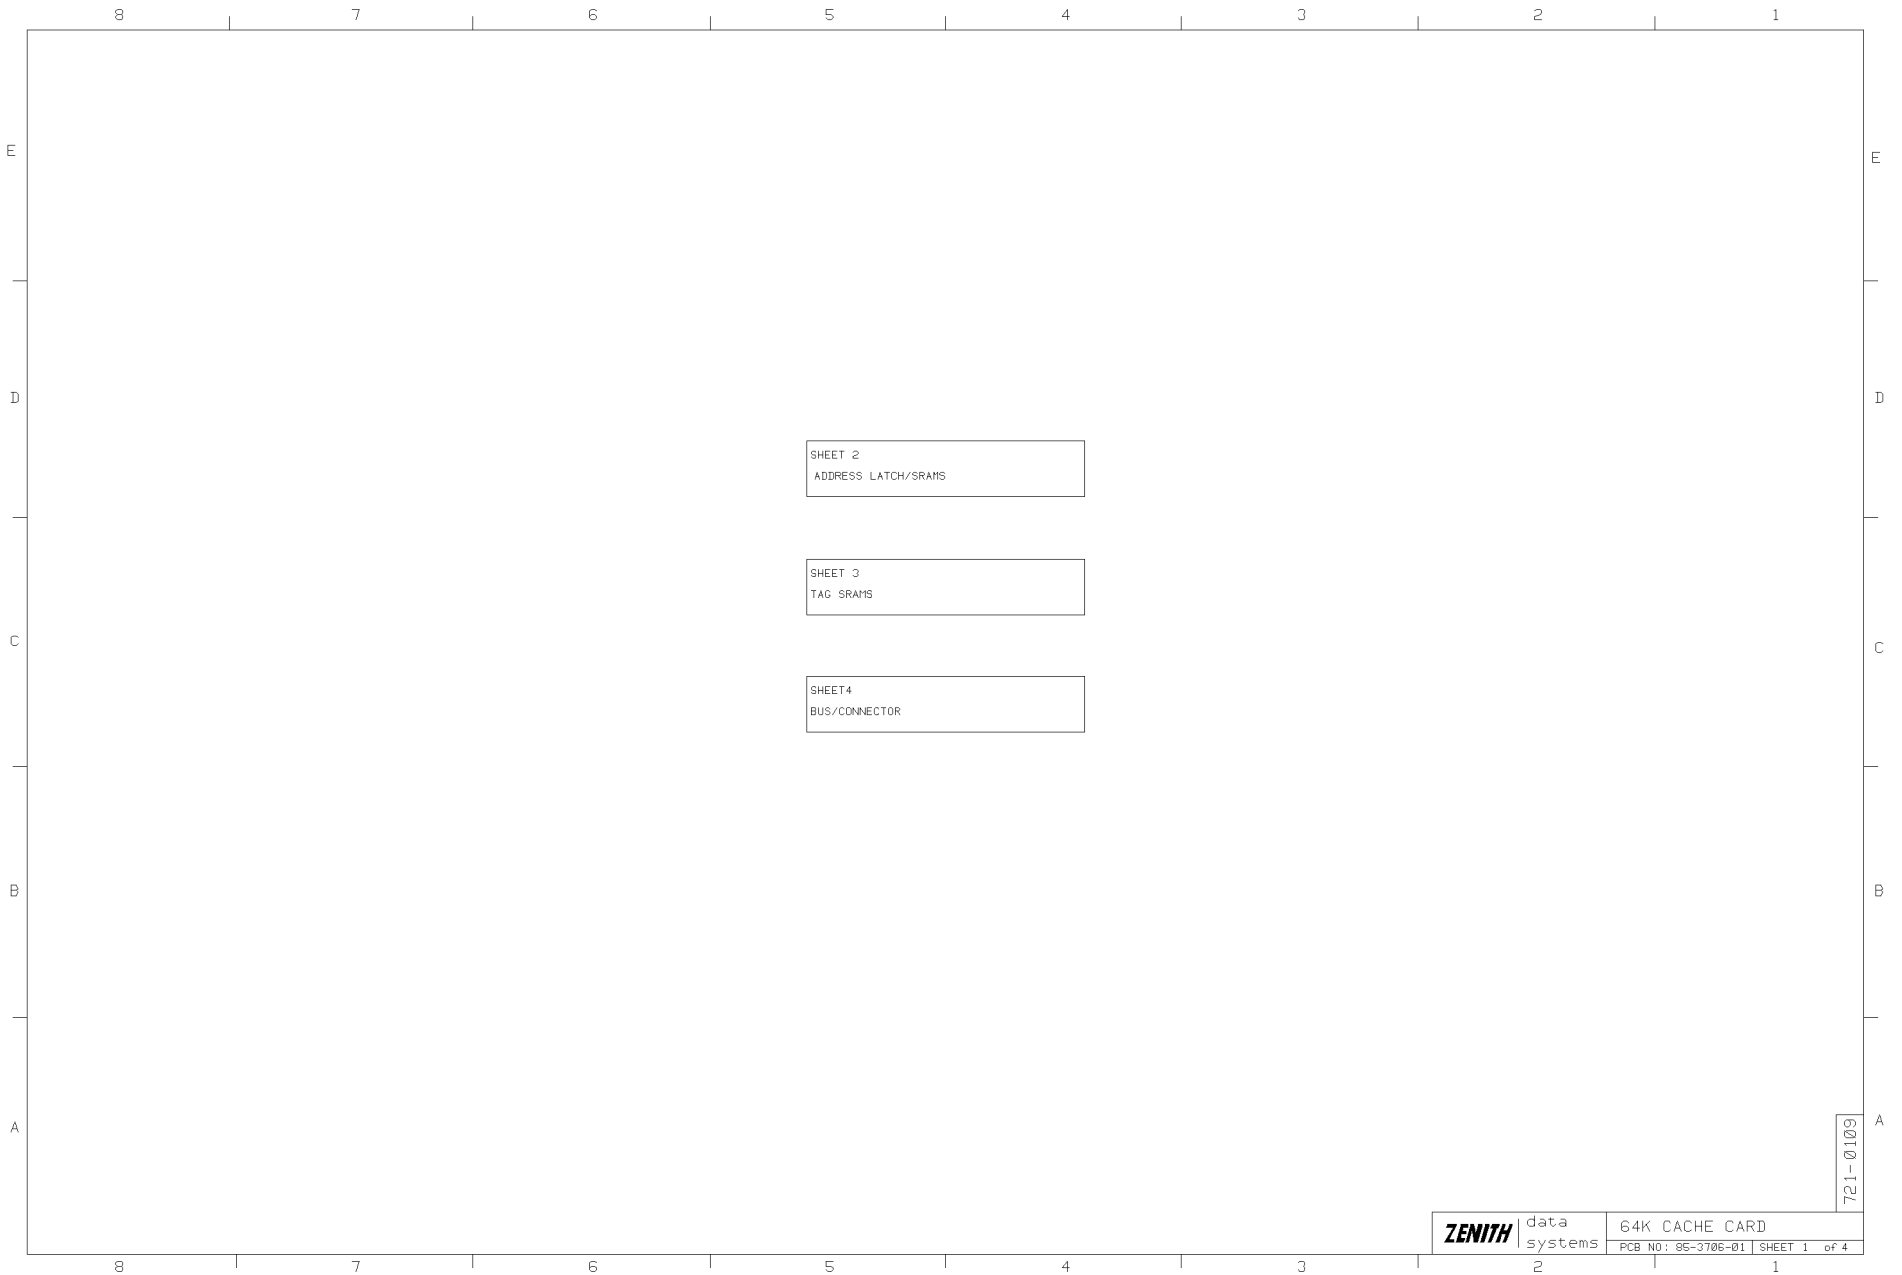 8 7 6 5 4 3 2 1
E E
D D
SHEET 2
ADDRESS LATCH/SRAMS
SHEET 3
TAG SRAMS
C C
SHEET4
BUS/CONNECTOR
B B
A A
721-0109
ZENITH data systems
64K CACHE CARD
PCB NO: 85-3706-01 SHEET 1 of 4
8 7 6 5 4 3 2 1